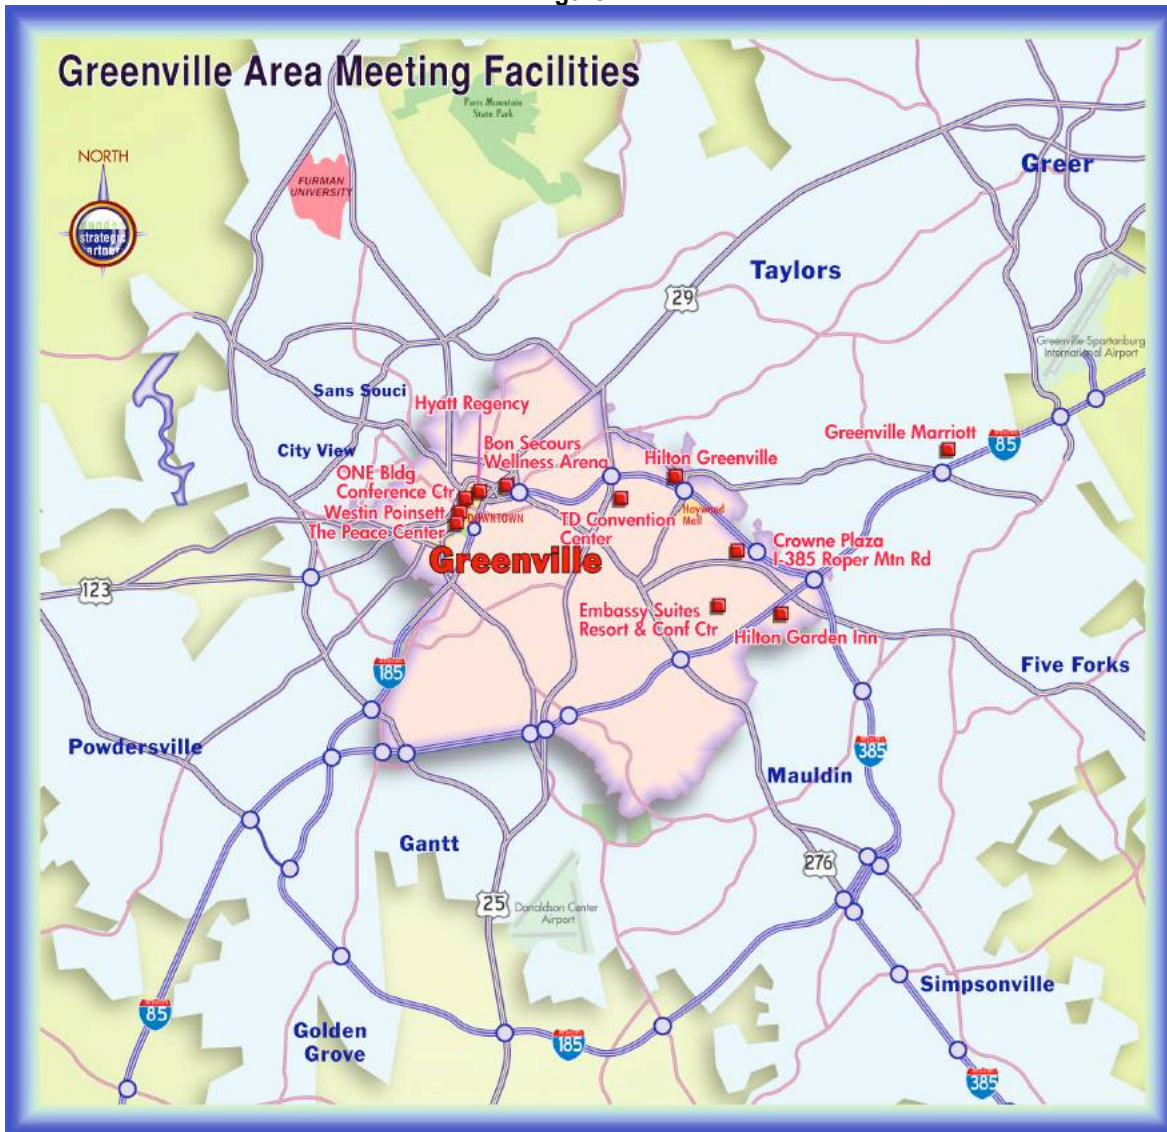 Greenville Area Meeting Facilities
Paris Mountain
State Park
NORTH
FURMAN
UNIVERSITY
strategic
Greer
Taylors
29
Greenville-Spartanburg
International Airport
Sans Souci
Hyatt Regency
City View
Bon Secours
Wellness Arena
Hilton Greenville
Greenville Marriott
85
ONE Bldg
Conference Ctr
Westin Poinsett
The Peace Center
DOWNTOWN
TD Convention
Center
Haywood
Mall
Greenville
Crowne Plaza
I-385 Roper Mtn Rd
123
Embassy Suites
Resort & Conf Ctr
Hilton Garden Inn
185
Five Forks
Powdersville
385
Mauldin
Gantt
276
25
Donaldson Center
Airport
Simpsonville
85
Golden
Grove
185
385